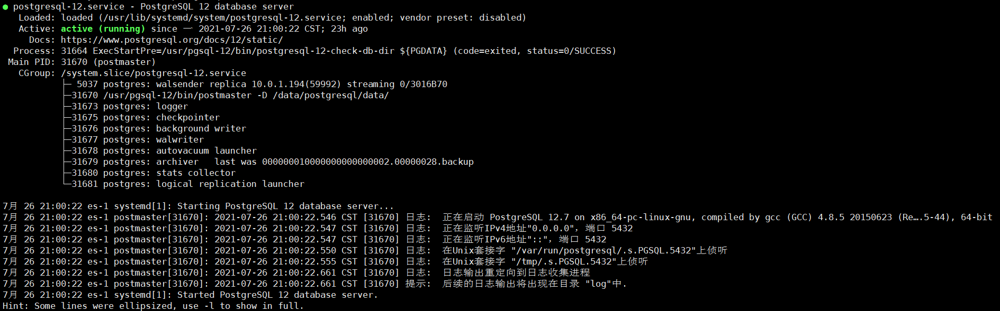 ● postgresql-12.service - PostgreSQL 12 database server
   Loaded: loaded (/usr/lib/systemd/system/postgresql-12.service; enabled; vendor preset: disabled)
   Active: active (running) since 一 2021-07-26 21:00:22 CST; 23h ago
     Docs: https://www.postgresql.org/docs/12/static/
  Process: 31664 ExecStartPre=/usr/pgsql-12/bin/postgresql-12-check-db-dir ${PGDATA} (code=exited, status=0/SUCCESS)
 Main PID: 31670 (postmaster)
   CGroup: /system.slice/postgresql-12.service
           ├─ 5037 postgres: walsender replica 10.0.1.194(59992) streaming 0/3016B70
           ├─31670 /usr/pgsql-12/bin/postmaster -D /data/postgresql/data/
           ├─31673 postgres: logger
           ├─31675 postgres: checkpointer
           ├─31676 postgres: background writer
           ├─31677 postgres: walwriter
           ├─31678 postgres: autovacuum launcher
           ├─31679 postgres: archiver   last was 000000010000000000000002.00000028.backup
           ├─31680 postgres: stats collector
           └─31681 postgres: logical replication launcher

7月 26 21:00:22 es-1 systemd[1]: Starting PostgreSQL 12 database server...
7月 26 21:00:22 es-1 postmaster[31670]: 2021-07-26 21:00:22.546 CST [31670] 日志:  正在启动 PostgreSQL 12.7 on x86_64-pc-linux-gnu, compiled by gcc (GCC) 4.8.5 20150623 (Re….5-44), 64-bit
7月 26 21:00:22 es-1 postmaster[31670]: 2021-07-26 21:00:22.547 CST [31670] 日志:  正在监听IPv4地址"0.0.0.0", 端口 5432
7月 26 21:00:22 es-1 postmaster[31670]: 2021-07-26 21:00:22.547 CST [31670] 日志:  正在监听IPv6地址"::", 端口 5432
7月 26 21:00:22 es-1 postmaster[31670]: 2021-07-26 21:00:22.550 CST [31670] 日志:  在Unix套接字 "/var/run/postgresql/.s.PGSQL.5432"上侦听
7月 26 21:00:22 es-1 postmaster[31670]: 2021-07-26 21:00:22.555 CST [31670] 日志:  在Unix套接字 "/tmp/.s.PGSQL.5432"上侦听
7月 26 21:00:22 es-1 postmaster[31670]: 2021-07-26 21:00:22.661 CST [31670] 日志:  日志输出重定向到日志收集进程
7月 26 21:00:22 es-1 postmaster[31670]: 2021-07-26 21:00:22.661 CST [31670] 提示:  后续的日志输出将出现在目录 "log"中.
7月 26 21:00:22 es-1 systemd[1]: Started PostgreSQL 12 database server.
Hint: Some lines were ellipsized, use -l to show in full.